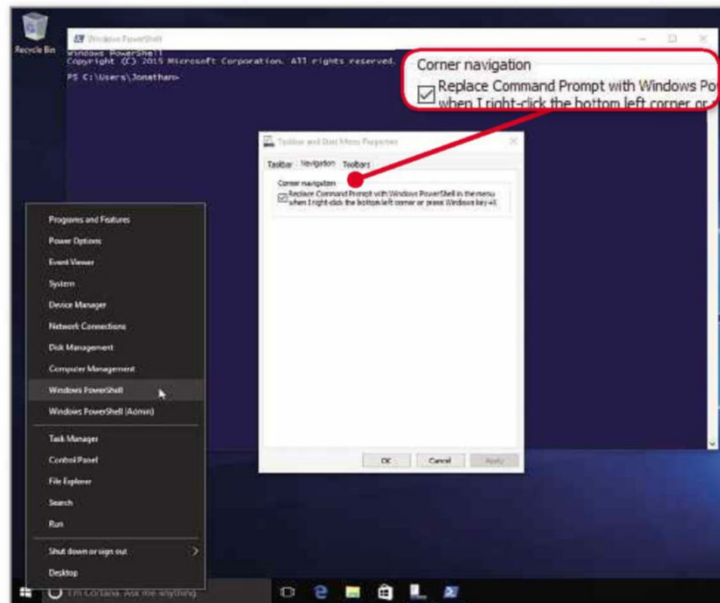 Recycle Bin
Windows PowerShell
Windows PowerShell
Copyright (C) 2015 Microsoft Corporation. All rights reserved.
PS C:\Users\Jonathan>
Corner navigation
Replace Command Prompt with Windows Po
when I right-click the bottom left corner or
Taskbar and Start Menu Properties
Taskbar Navigation Toolbars
Corner navigation
Replace Command Prompt with Windows PowerShell in the menu
when I right-click the bottom left corner or press Windows key+X
OK Cancel Apply
Programs and Features
Power Options
Event Viewer
System
Device Manager
Network Connections
Disk Management
Computer Management
Windows PowerShell
Windows PowerShell (Admin)
Task Manager
Control Panel
File Explorer
Search
Run
Shut down or sign out
Desktop
I'm Cortana. Ask me anything.